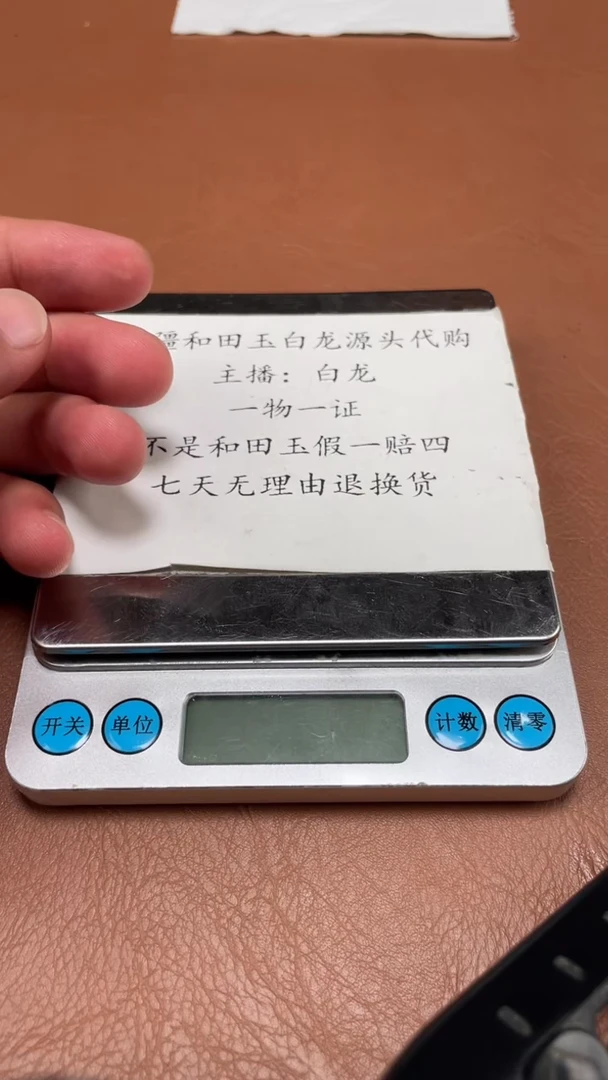 疆和田玉白龙源头代购
主播：白龙
一物一证
不是和田玉假一赔四
七天无理由退换货
开关 单位 计数 清零